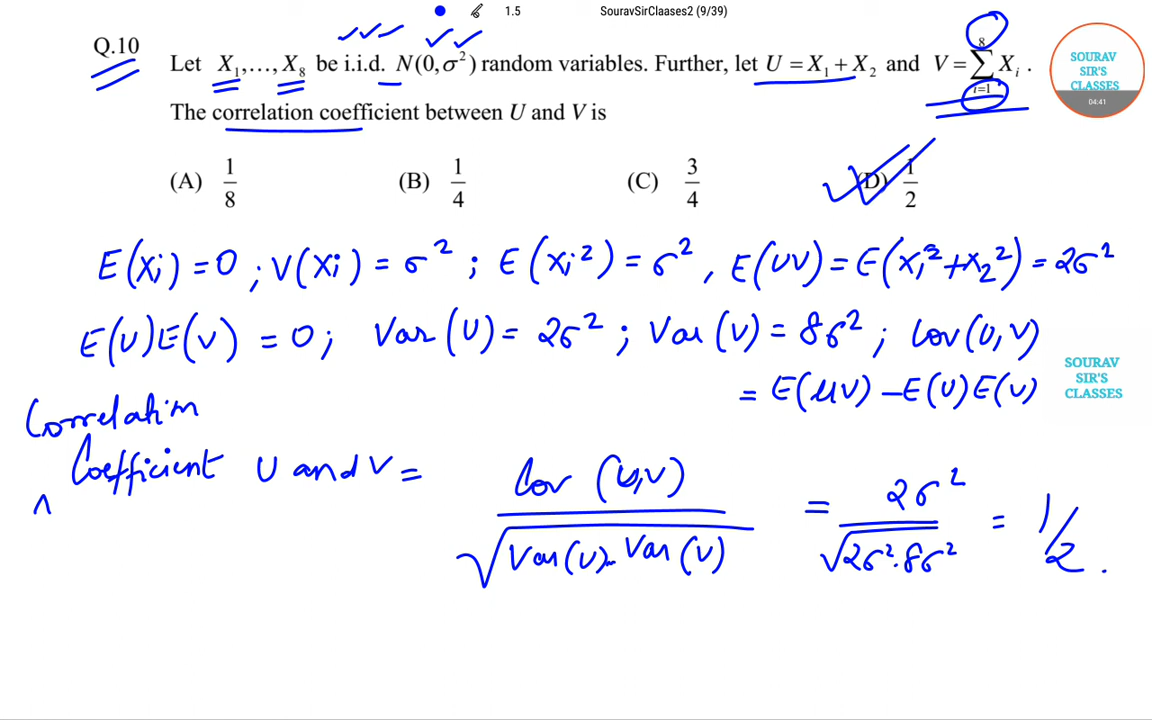 1.5 SouravSirClaases2 (9/39)
Q.10
Let X₁,…,X₈ be i.i.d. N(0,σ²) random variables. Further, let U = X₁ + X₂ and V = ∑ᵢ₌₁⁸ Xᵢ .
The correlation coefficient between U and V is
SOURAV
SIR'S
CLASSES
04:41
(A) 1/8 (B) 1/4 (C) 3/4 (D) 1/2
E(Xi) = 0 ; V(Xi) = σ² ; E(Xi²) = σ² , E(UV) = E(X₁² + X₂²) = 2σ²
E(U)E(V) = 0 ; Var(U) = 2σ² ; Var(V) = 8σ² ; Cov(U,V)
= E(UV) – E(U)E(V)
SOURAV
SIR'S
CLASSES
Correlation
Coefficient U and V = Cov (U,V) / √Var(U). Var(V) = 2σ² / √2σ².8σ² = 1/2 .